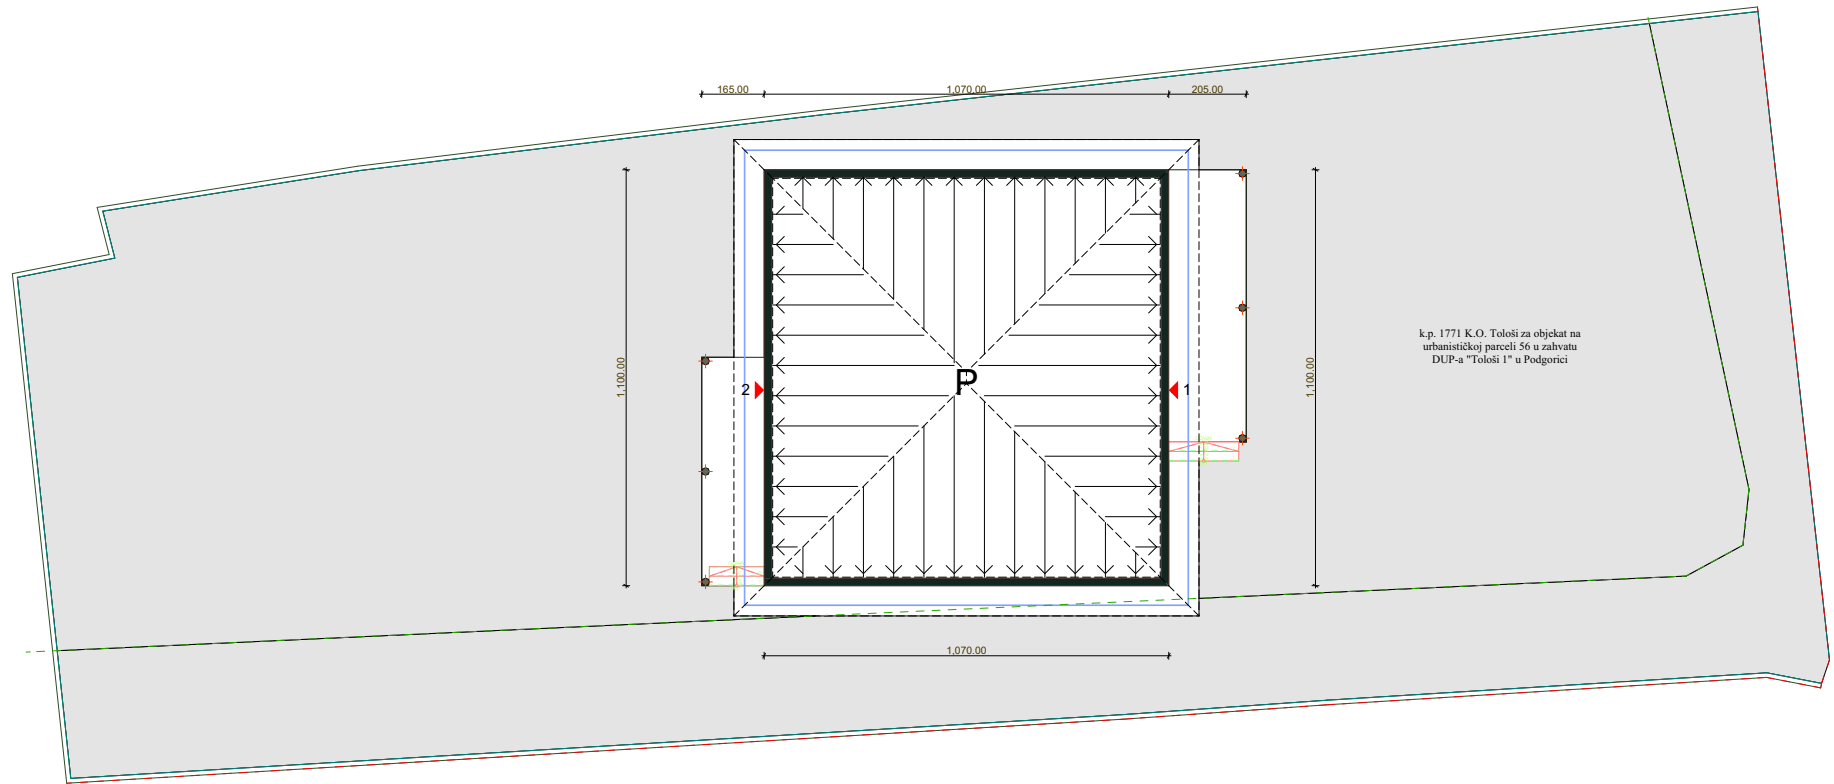 165.00
1,070.00
205.00
k.p. 1771 K.O. Tološi za objekat na
urbanističkoj parceli 56 u zahvatu
DUP-a "Tološi 1" u Podgorici
1,100.00
1,100.00
P
2
1
1,070.00